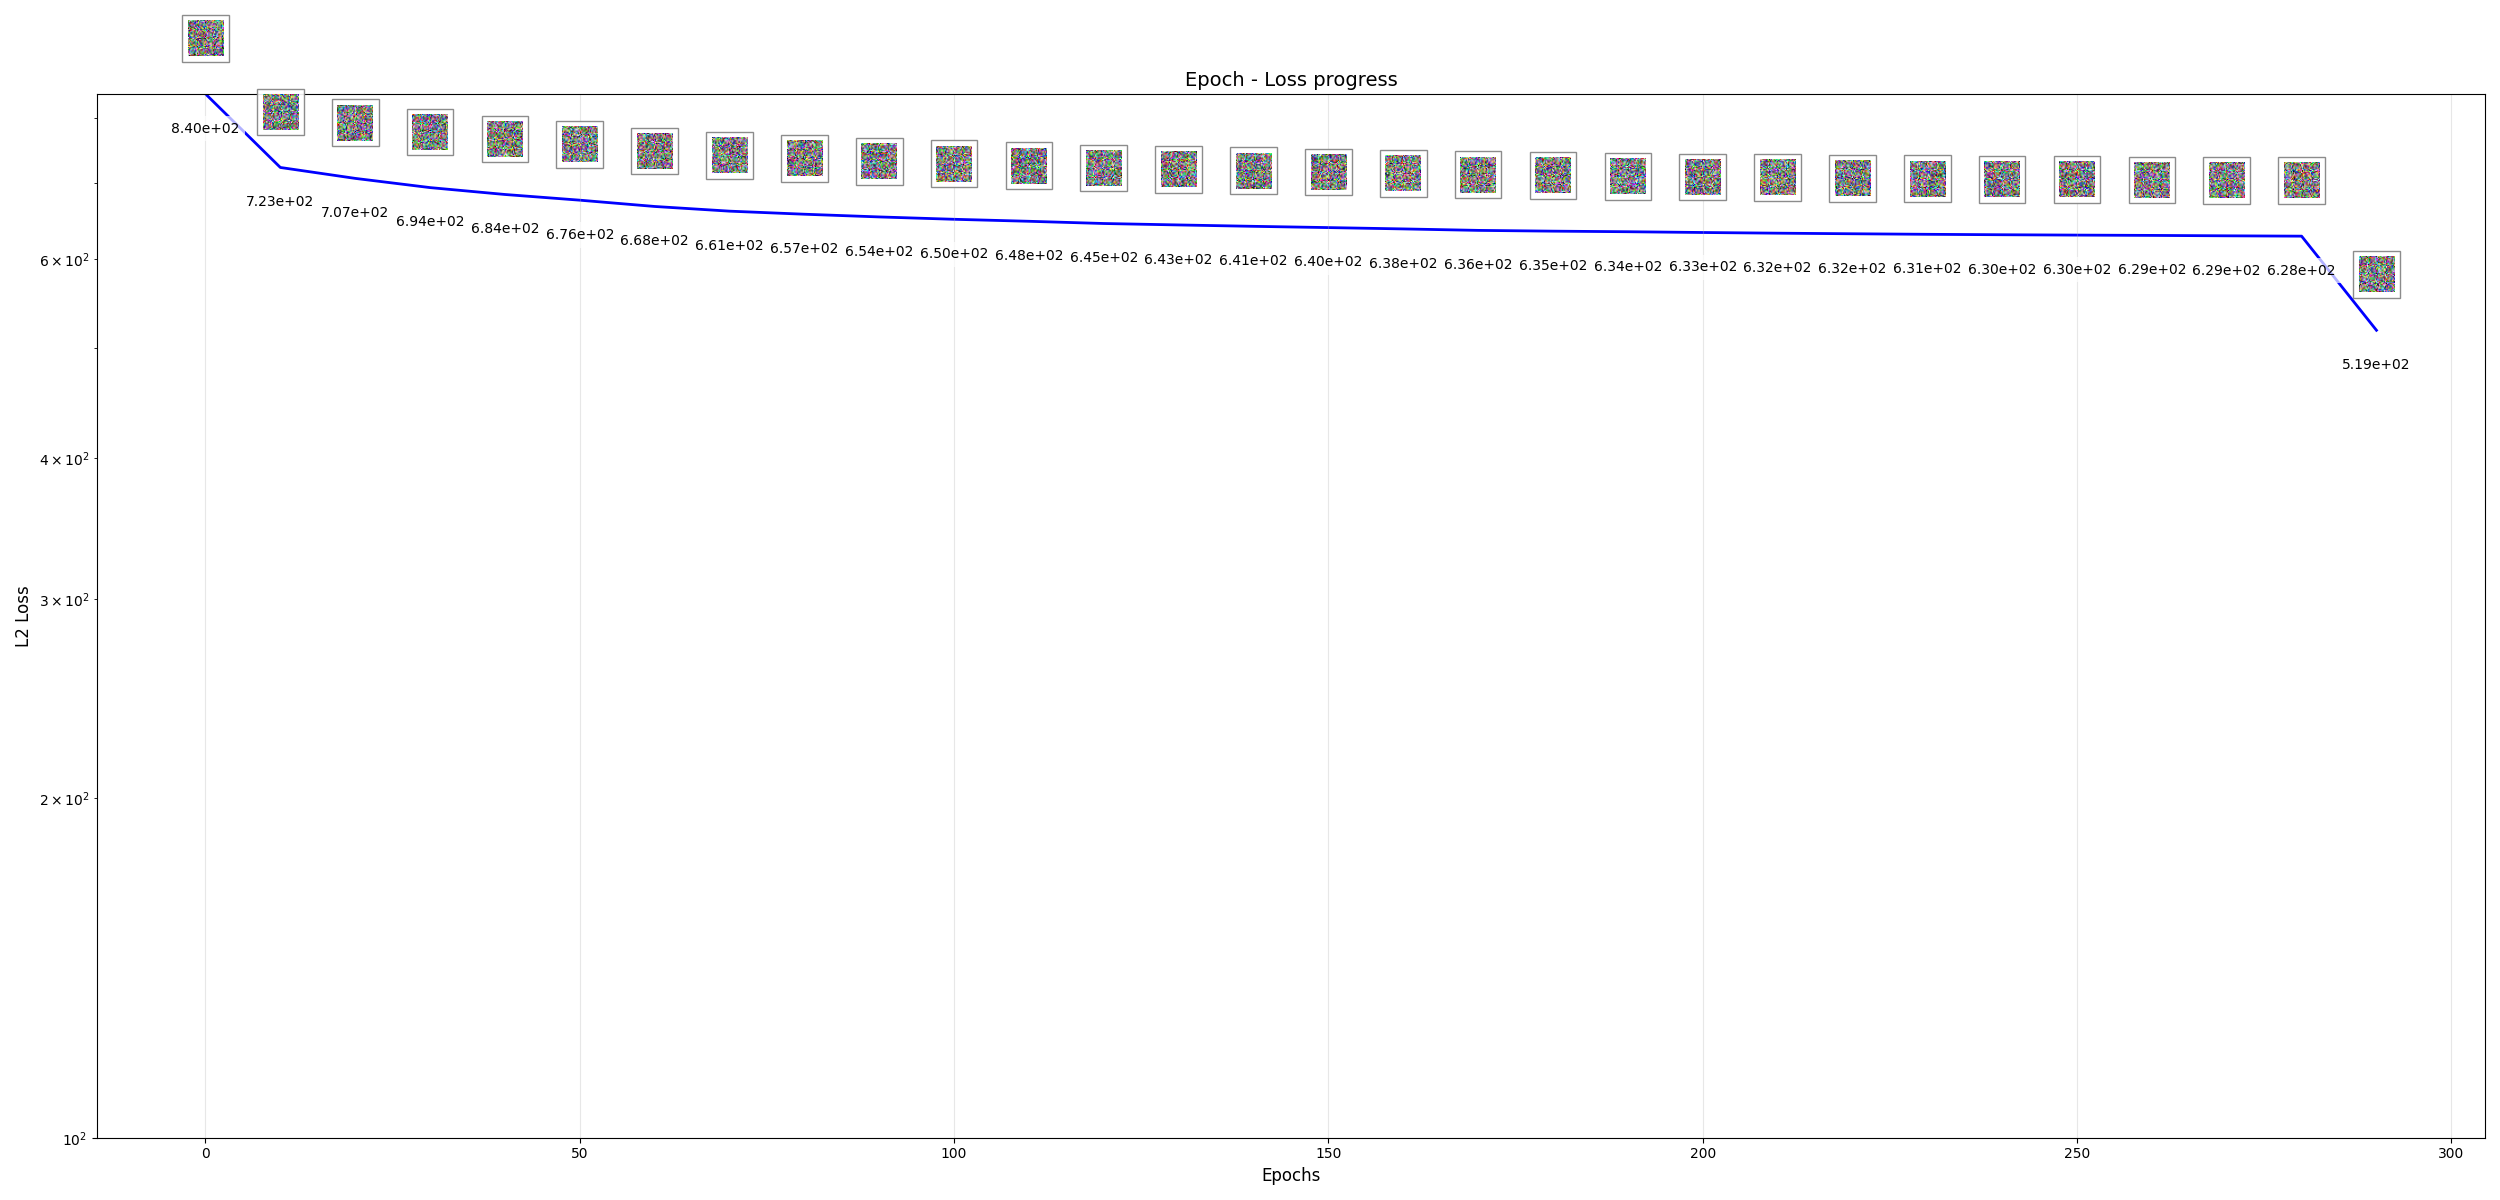 Epoch - Loss progress
8.40e+02
7.23e+02
7.07e+02
6.94e+02
6.84e+02
6.76e+02
6.68e+02
6.61e+02
6.57e+02
6.54e+02
6.50e+02
6.48e+02
6.45e+02
6.43e+02
6.41e+02
6.40e+02
6.38e+02
6.36e+02
6.35e+02
6.34e+02
6.33e+02
6.32e+02
6.32e+02
6.31e+02
6.30e+02
6.30e+02
6.29e+02
6.29e+02
6.28e+02
5.19e+02
L2 Loss
6 × 10²
4 × 10²
3 × 10²
2 × 10²
10²
0 50 100 150 200 250 300
Epochs